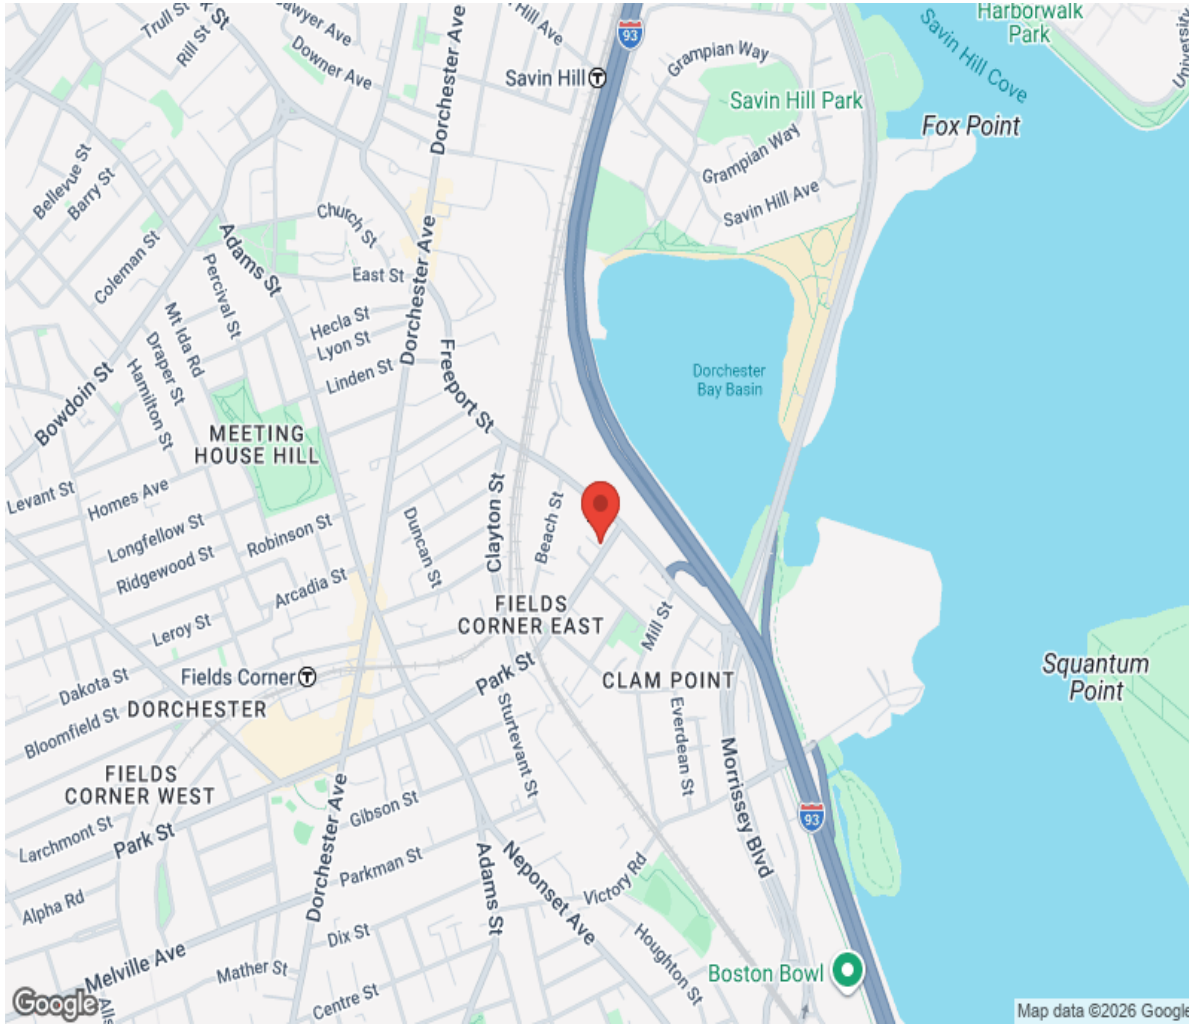 Trull St
k St
Sawyer Ave
Rill St
Downer Ave
Dorchester Ave
Hill Ave
93
Savin Hill
T
Grampian Way
Savin Hill Park
Grampian Way
Savin Hill Ave
Savin Hill Cove
Harborwalk
Park
University
Fox Point
Bellevue St
Barry St
Coleman St
Adams St
Church St
East St
Percival St
Dorchester Ave
Hecla St
Lyon St
Linden St
Mt Ida Rd
Draper St
Hamilton St
Bowdoin St
Freeport St
Dorchester
Bay Basin
MEETING
HOUSE HILL
Levant St
Homes Ave
Longfellow St
Ridgewood St
Robinson St
Arcadia St
Leroy St
Duncan St
Clayton St
Beach St
FIELDS
CORNER EAST
Mill St
CLAM POINT
Squantum
Point
Dakota St
Fields Corner
T
Bloomfield St
DORCHESTER
Park St
Sturtevant St
Everdean St
Morrissey Blvd
FIELDS
CORNER WEST
Larchmont St
Park St
Dorchester Ave
Gibson St
Parkman St
Adams St
Neponset Ave
Victory Rd
93
Alpha Rd
Melville Ave
Dix St
Mather St
Centre St
Houghton St
Boston Bowl
Alls
Google
Map data ©2026 Google